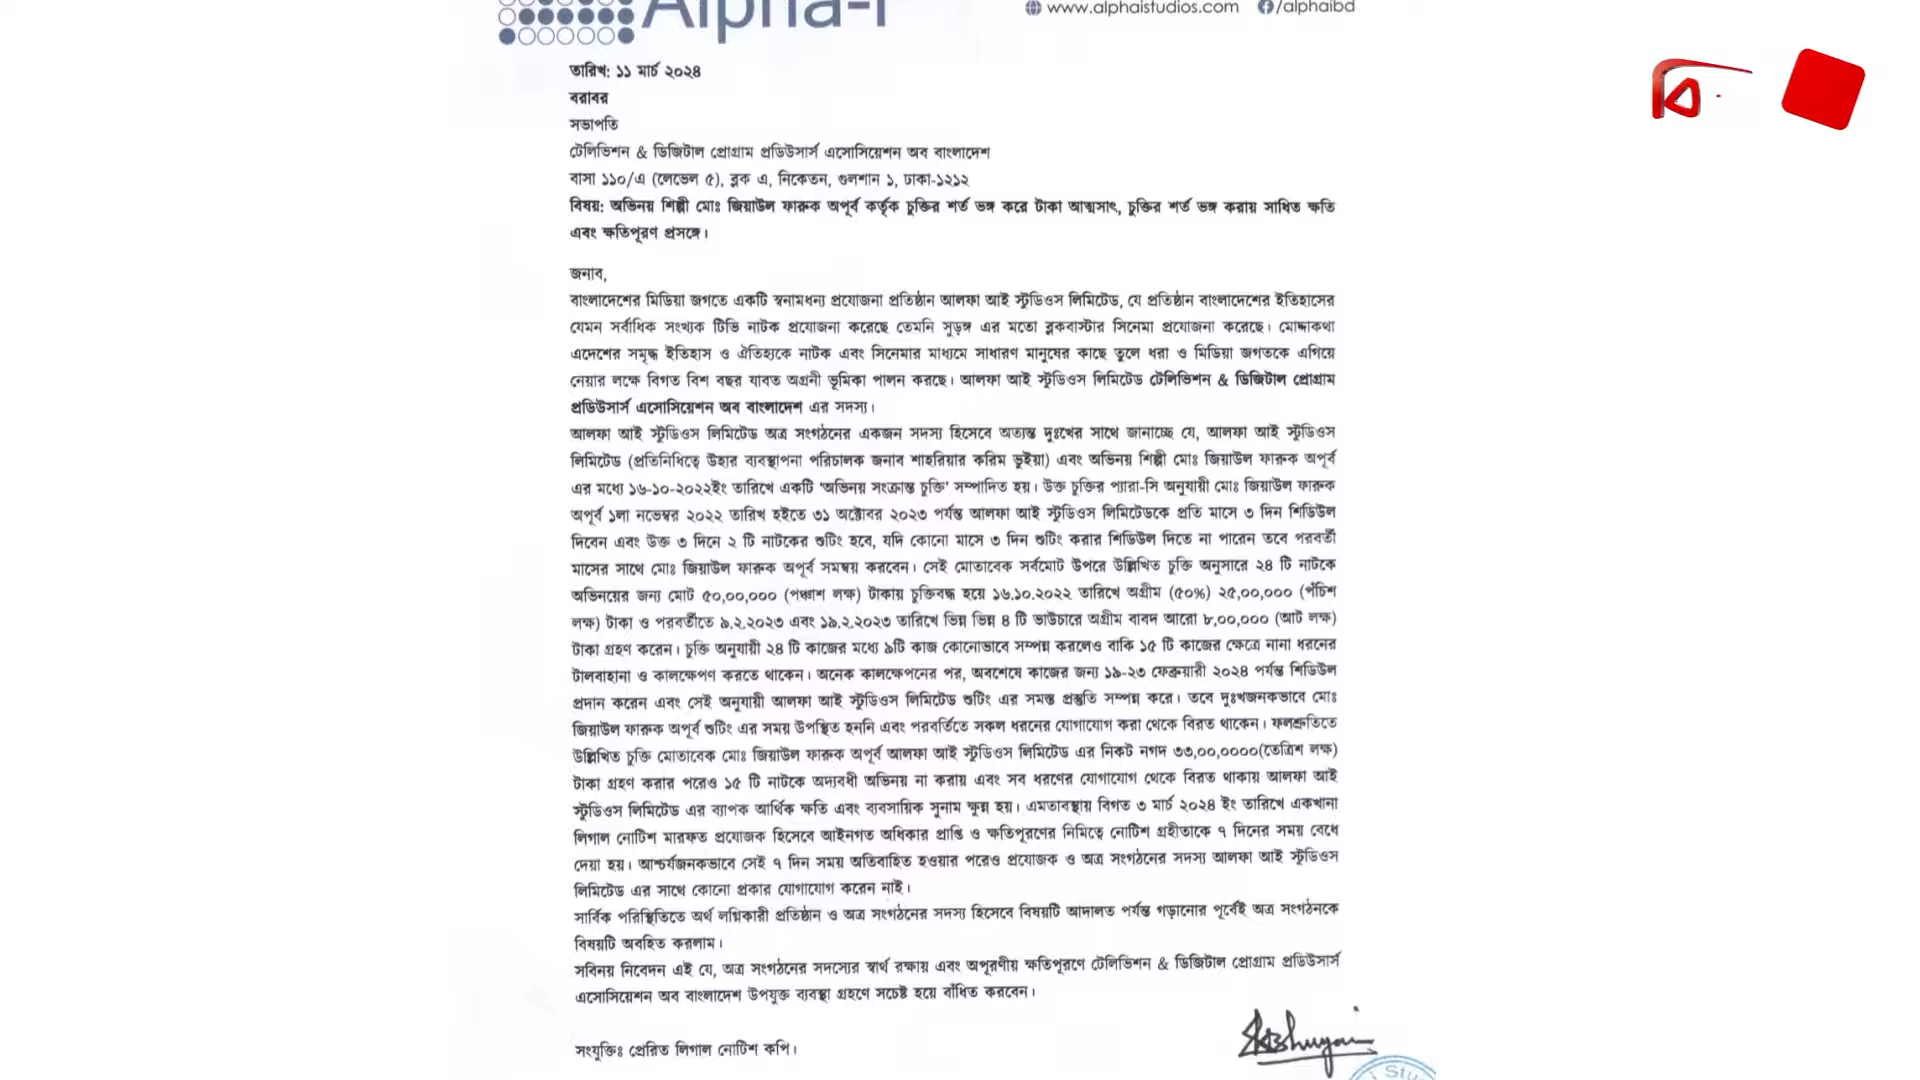 Alpha-i
www.alphaistudios.com /alphaibd
তারিখ: ১১ মার্চ ২০২৪
বরাবর
সভাপতি
টেলিভিশন & ডিজিটাল প্রোগ্রাম প্রডিউসার্স এসোসিয়েশন অব বাংলাদেশ
বাসা ১১০/এ (লেভেল ৫), ব্লক এ, নিকেতন, গুলশান ১, ঢাকা-১২১২
বিষয়: অভিনয় শিল্পী মোঃ জিয়াউল ফারুক অপূর্ব কর্তৃক চুক্তির শর্ত ভঙ্গ করে টাকা আত্মসাৎ, চুক্তির শর্ত ভঙ্গ করায় সাধিত ক্ষতি
এবং ক্ষতিপূরণ প্রসঙ্গে।
জনাব,
বাংলাদেশের মিডিয়া জগতে একটি স্বনামধন্য প্রযোজনা প্রতিষ্ঠান আলফা আই স্টুডিওস লিমিটেড, যে প্রতিষ্ঠান বাংলাদেশের ইতিহাসের
যেমন সর্বাধিক সংখ্যক টিভি নাটক প্রযোজনা করেছে তেমনি সুড়ঙ্গ এর মতো ব্লকবাস্টার সিনেমা প্রযোজনা করেছে। মোদ্দাকথা
এদেশের সমৃদ্ধ ইতিহাস ও ঐতিহ্যকে নাটক এবং সিনেমার মাধ্যমে সাধারণ মানুষের কাছে তুলে ধরা ও মিডিয়া জগতকে এগিয়ে
নেয়ার লক্ষে বিগত বিশ বছর যাবত অগ্রনী ভূমিকা পালন করছে। আলফা আই স্টুডিওস লিমিটেড টেলিভিশন & ডিজিটাল প্রোগ্রাম
প্রডিউসার্স এসোসিয়েশন অব বাংলাদেশ এর সদস্য।
আলফা আই স্টুডিওস লিমিটেড অত্র সংগঠনের একজন সদস্য হিসেবে অত্যন্ত দুঃখের সাথে জানাচ্ছে যে, আলফা আই স্টুডিওস
লিমিটেড (প্রতিনিধিত্বে উহার ব্যবস্থাপনা পরিচালক জনাব শাহরিয়ার করিম ভুইয়া) এবং অভিনয় শিল্পী মোঃ জিয়াউল ফারুক অপূর্ব
এর মধ্যে ১৬-১০-২০২২ইং তারিখে একটি 'অভিনয় সংক্রান্ত চুক্তি' সম্পাদিত হয়। উক্ত চুক্তির প্যারা-সি অনুযায়ী মোঃ জিয়াউল ফারুক
অপূর্ব ১লা নভেম্বর ২০২২ তারিখ হইতে ৩১ অক্টোবর ২০২৩ পর্যন্ত আলফা আই স্টুডিওস লিমিটেডকে প্রতি মাসে ৩ দিন শিডিউল
দিবেন এবং উক্ত ৩ দিনে ২ টি নাটকের শুটিং হবে, যদি কোনো মাসে ৩ দিন শুটিং করার শিডিউল দিতে না পারেন তবে পরবর্তী
মাসের সাথে মোঃ জিয়াউল ফারুক অপূর্ব সমন্বয় করবেন। সেই মোতাবেক সর্বমোট উপরে উল্লিখিত চুক্তি অনুসারে ২৪ টি নাটকে
অভিনয়ের জন্য মোট ৫০,০০,০০০ (পঞ্চাশ লক্ষ) টাকায় চুক্তিবদ্ধ হয়ে ১৬.১০.২০২২ তারিখে অগ্রীম (৫০%) ২৫,০০,০০০ (পঁচিশ
লক্ষ) টাকা ও পরবর্তীতে ৯.২.২০২৩ এবং ১৯.২.২০২৩ তারিখে ভিন্ন ভিন্ন ৪ টি ভাউচারে অগ্রীম বাবদ আরো ৮,০০,০০০ (আট লক্ষ)
টাকা গ্রহণ করেন। চুক্তি অনুযায়ী ২৪ টি কাজের মধ্যে ৯টি কাজ কোনোভাবে সম্পন্ন করলেও বাকি ১৫ টি কাজের ক্ষেত্রে নানা ধরনের
টালবাহানা ও কালক্ষেপণ করতে থাকেন। অনেক কালক্ষেপনের পর, অবশেষে কাজের জন্য ১৯-২৩ ফেব্রুয়ারী ২০২৪ পর্যন্ত শিডিউল
প্রদান করেন এবং সেই অনুযায়ী আলফা আই স্টুডিওস লিমিটেড শুটিং এর সমস্ত প্রস্তুতি সম্পন্ন করে। তবে দুঃখজনকভাবে মোঃ
জিয়াউল ফারুক অপূর্ব শুটিং এর সময় উপস্থিত হননি এবং পরবর্তিতে সকল ধরনের যোগাযোগ করা থেকে বিরত থাকেন। ফলশ্রুতিতে
উল্লিখিত চুক্তি মোতাবেক মোঃ জিয়াউল ফারুক অপূর্ব আলফা আই স্টুডিওস লিমিটেড এর নিকট নগদ ৩৩,০০,০০০০(তেত্রিশ লক্ষ)
টাকা গ্রহণ করার পরেও ১৫ টি নাটকে অদ্যবধী অভিনয় না করায় এবং সব ধরণের যোগাযোগ থেকে বিরত থাকায় আলফা আই
স্টুডিওস লিমিটেড এর ব্যাপক আর্থিক ক্ষতি এবং ব্যবসায়িক সুনাম ক্ষুন্ন হয়। এমতাবস্থায় বিগত ৩ মার্চ ২০২৪ ইং তারিখে একখানা
লিগাল নোটিশ মারফত প্রযোজক হিসেবে আইনগত অধিকার প্রাপ্তি ও ক্ষতিপূরণের নিমিত্বে নোটিশ গ্রহীতাকে ৭ দিনের সময় বেধে
দেয়া হয়। আশ্চর্যজনকভাবে সেই ৭ দিন সময় অতিবাহিত হওয়ার পরেও প্রযোজক ও অত্র সংগঠনের সদস্য আলফা আই স্টুডিওস
লিমিটেড এর সাথে কোনো প্রকার যোগাযোগ করেন নাই।
সার্বিক পরিস্থিতিতে অর্থ লগ্নিকারী প্রতিষ্ঠান ও অত্র সংগঠনের সদস্য হিসেবে বিষয়টি আদালত পর্যন্ত গড়ানোর পূর্বেই অত্র সংগঠনকে
বিষয়টি অবহিত করলাম।
সবিনয় নিবেদন এই যে, অত্র সংগঠনের সদস্যের স্বার্থ রক্ষায় এবং অপূরণীয় ক্ষতিপূরণে টেলিভিশন & ডিজিটাল প্রোগ্রাম প্রডিউসার্স
এসোসিয়েশন অব বাংলাদেশ উপযুক্ত ব্যবস্থা গ্রহণে সচেষ্ট হয়ে বাঁধিত করবেন।
সংযুক্তিঃ প্রেরিত লিগাল নোটিশ কপি।